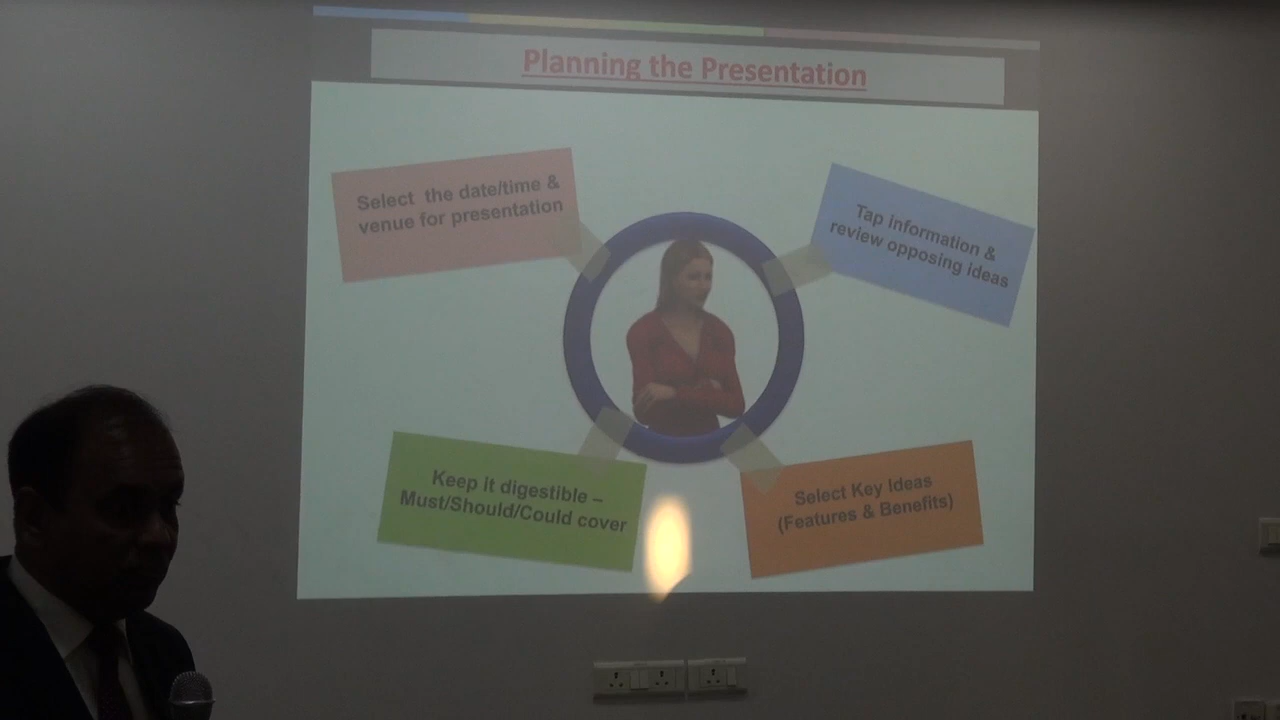 Planning the Presentation
Select the date/time &
venue for presentation
Tap information &
review opposing ideas
Keep it digestible –
Must/Should/Could cover
Select Key Ideas
(Features & Benefits)